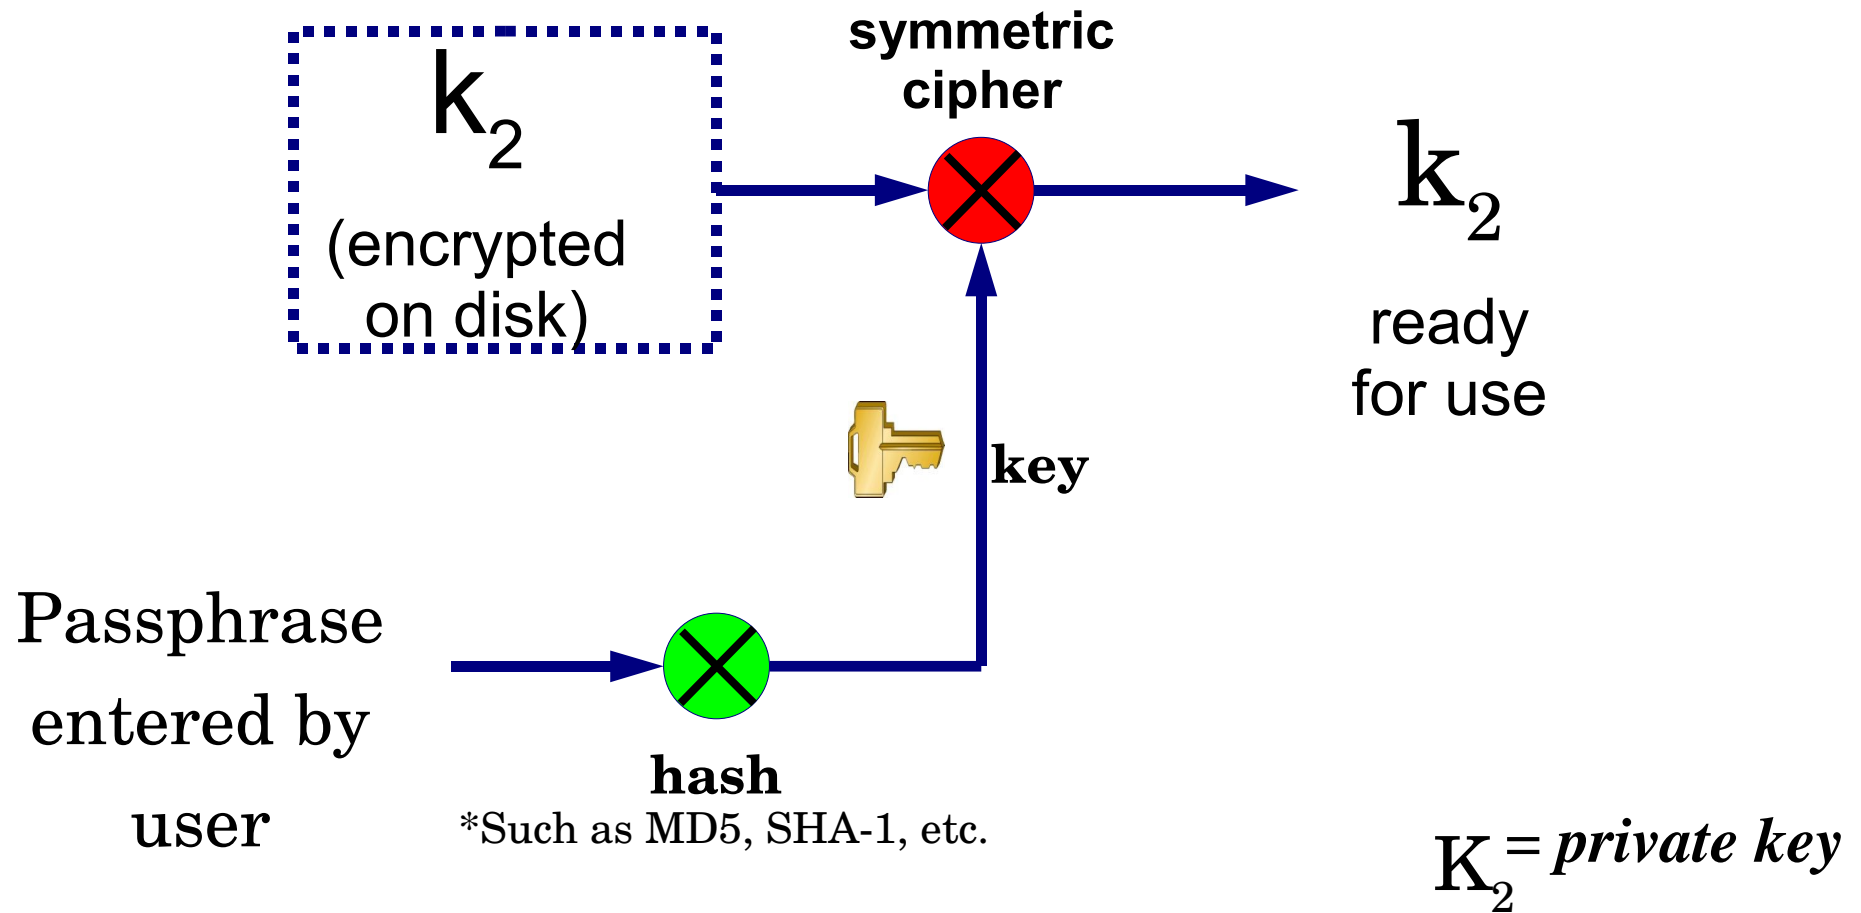 k2
(encrypted
on disk)
symmetric
cipher
k2
ready
for use
key
Passphrase
entered by
user
hash
*Such as MD5, SHA-1, etc.
K2 = private key